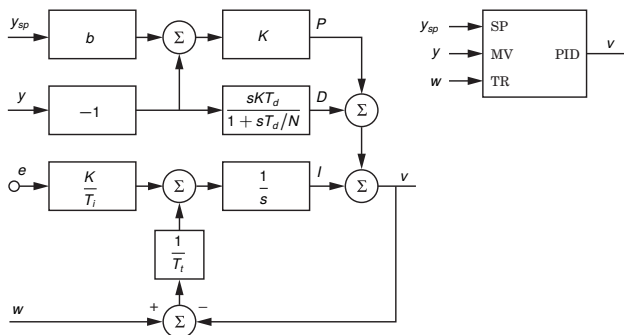 y_sp
b
Σ
K
P
y
−1
sKT_d
1 + sT_d/N
D
Σ
e
K
T_i
Σ
1
s
I
Σ
v
1
T_t
w
+
Σ
−
y_sp
SP
y
MV
PID
v
w
TR